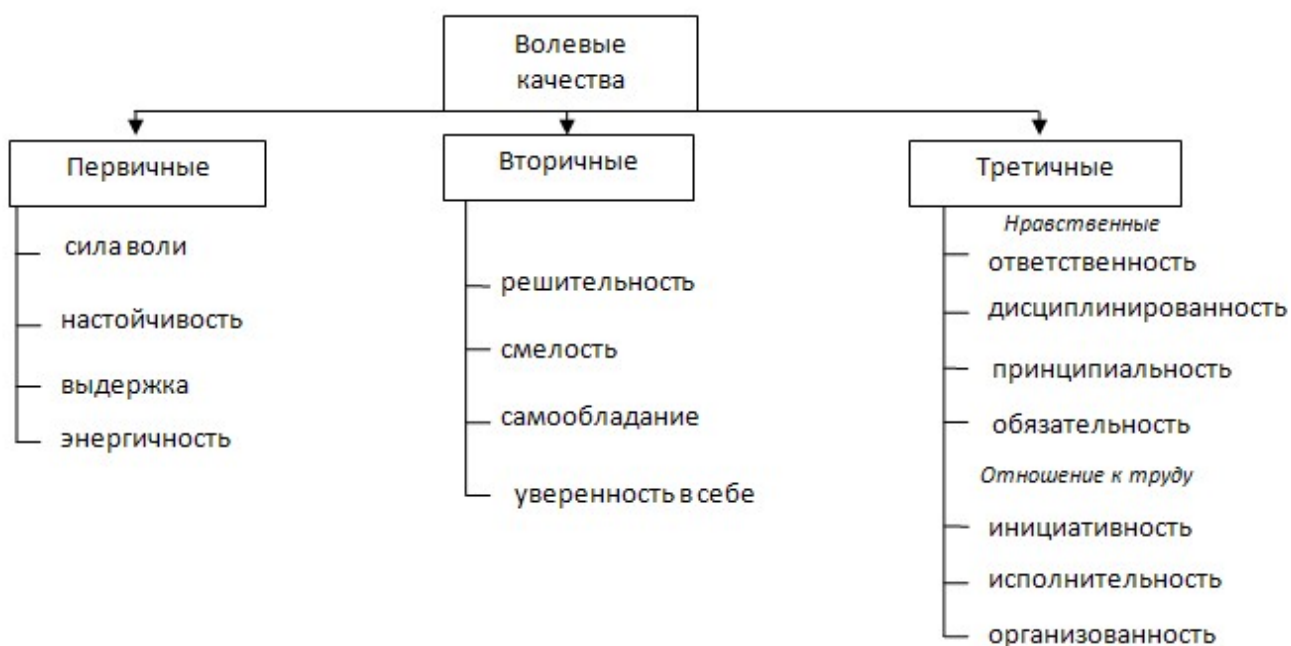 Волевые
качества
Первичные
сила воли
настойчивость
выдержка
энергичность
Вторичные
решительность
смелость
самообладание
уверенность в себе
Третичные
Нравственные
ответственность
дисциплинированность
принципиальность
обязательность
Отношение к труду
инициативность
исполнительность
организованность